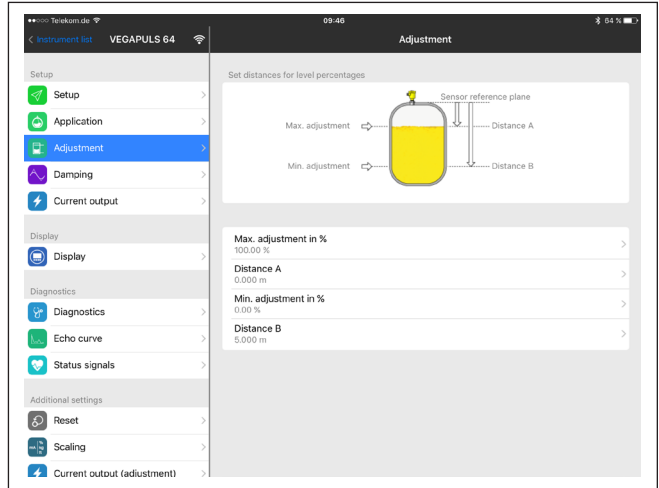 ●●○○○ Telekom.de 09:46 64 %
Instrument list VEGAPULS 64 Adjustment
Setup
Setup
Application
Adjustment
Damping
Current output
Display
Display
Diagnostics
Diagnostics
Echo curve
Status signals
Additional settings
Reset
Scaling
Current output (adjustment)
Set distances for level percentages
Sensor reference plane
Max. adjustment Distance A
Min. adjustment Distance B
Max. adjustment in %
100.00 %
Distance A
0.000 m
Min. adjustment in %
0.00 %
Distance B
5.000 m